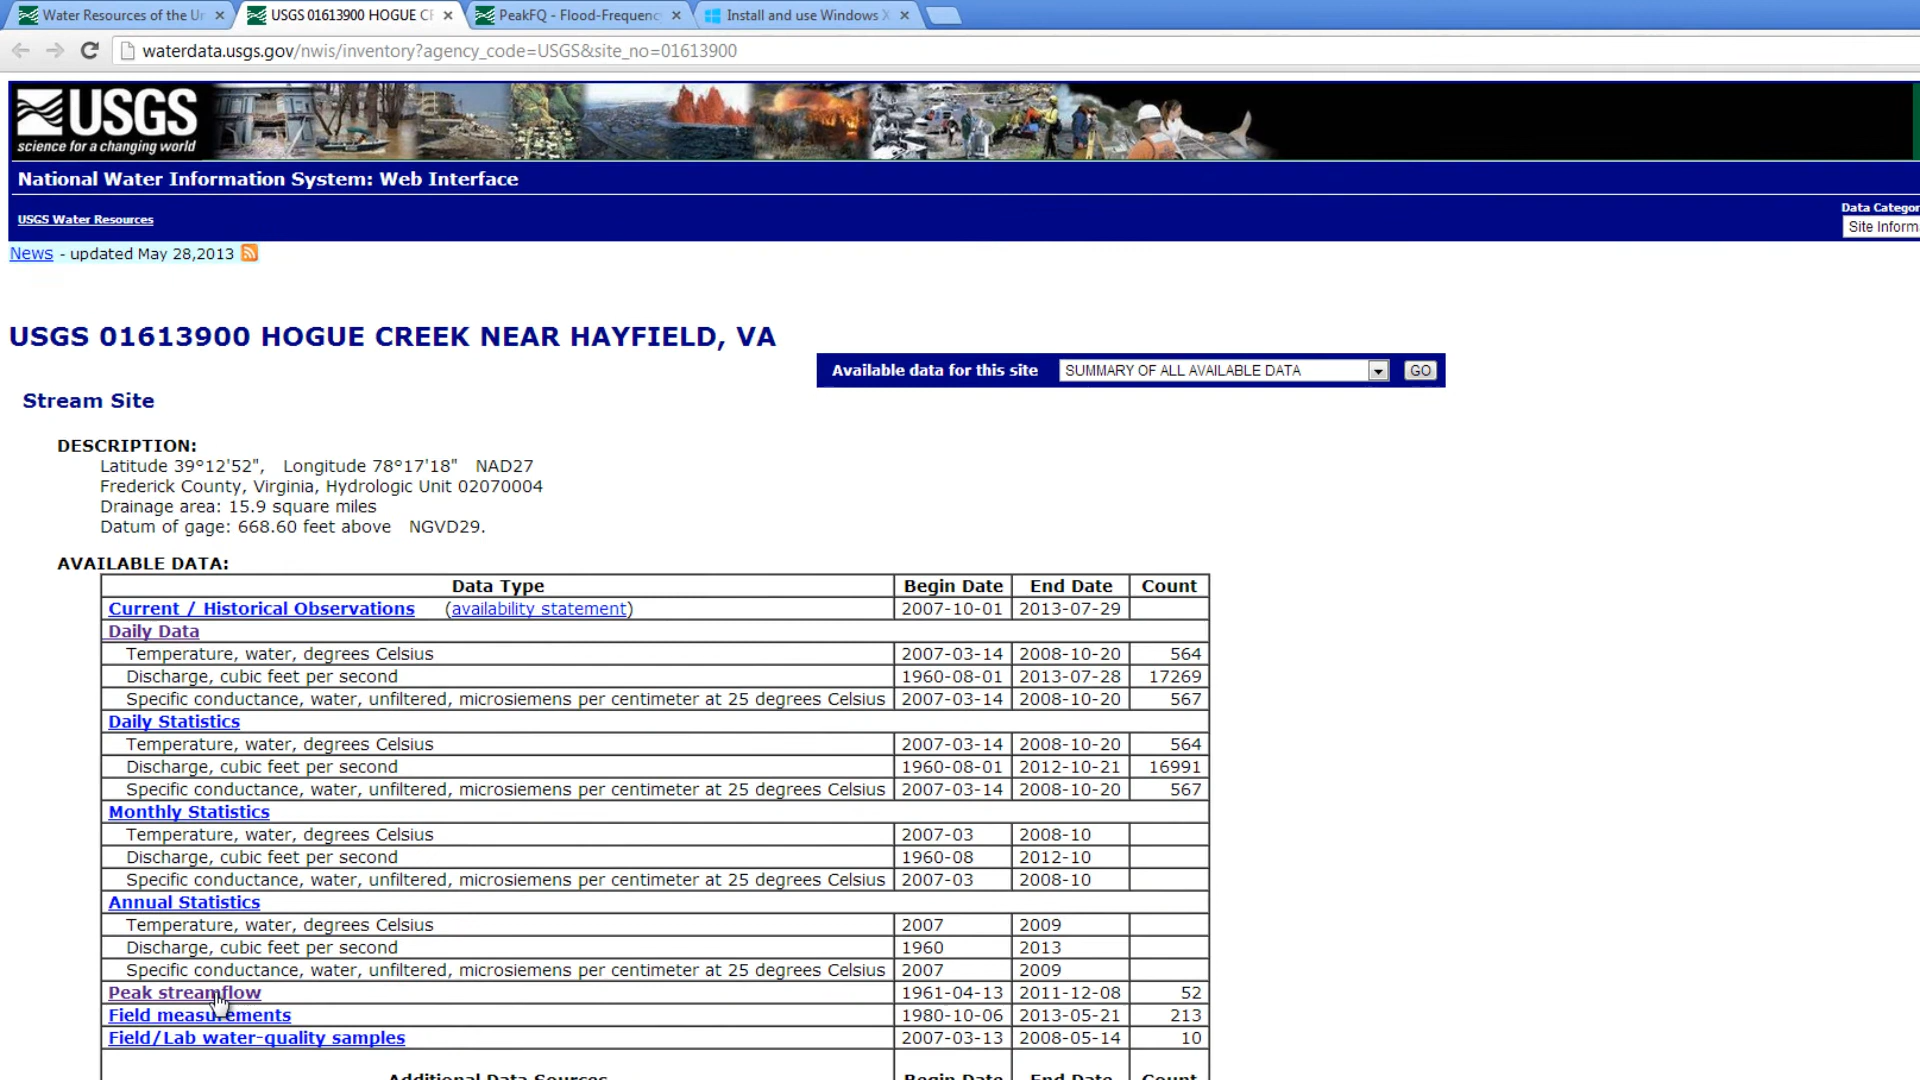 Water Resources of the Un
USGS 01613900 HOGUE CR
PeakFQ - Flood-Frequency
Install and use Windows X
waterdata.usgs.gov/nwis/inventory?agency_code=USGS&site_no=01613900
USGS
science for a changing world
National Water Information System: Web Interface
USGS Water Resources
Data Categor
Site Inform
News - updated May 28,2013
USGS 01613900 HOGUE CREEK NEAR HAYFIELD, VA
Available data for this site SUMMARY OF ALL AVAILABLE DATA GO
Stream Site
DESCRIPTION:
Latitude 39°12'52", Longitude 78°17'18" NAD27
Frederick County, Virginia, Hydrologic Unit 02070004
Drainage area: 15.9 square miles
Datum of gage: 668.60 feet above NGVD29.
AVAILABLE DATA:
Data Type Begin Date End Date Count
Current / Historical Observations (availability statement) 2007-10-01 2013-07-29
Daily Data
Temperature, water, degrees Celsius 2007-03-14 2008-10-20 564
Discharge, cubic feet per second 1960-08-01 2013-07-28 17269
Specific conductance, water, unfiltered, microsiemens per centimeter at 25 degrees Celsius 2007-03-14 2008-10-20 567
Daily Statistics
Temperature, water, degrees Celsius 2007-03-14 2008-10-20 564
Discharge, cubic feet per second 1960-08-01 2012-10-21 16991
Specific conductance, water, unfiltered, microsiemens per centimeter at 25 degrees Celsius 2007-03-14 2008-10-20 567
Monthly Statistics
Temperature, water, degrees Celsius 2007-03 2008-10
Discharge, cubic feet per second 1960-08 2012-10
Specific conductance, water, unfiltered, microsiemens per centimeter at 25 degrees Celsius 2007-03 2008-10
Annual Statistics
Temperature, water, degrees Celsius 2007 2009
Discharge, cubic feet per second 1960 2013
Specific conductance, water, unfiltered, microsiemens per centimeter at 25 degrees Celsius 2007 2009
Peak streamflow 1961-04-13 2011-12-08 52
Field measurements 1980-10-06 2013-05-21 213
Field/Lab water-quality samples 2007-03-13 2008-05-14 10
Additional Data Sources Begin Date End Date Count